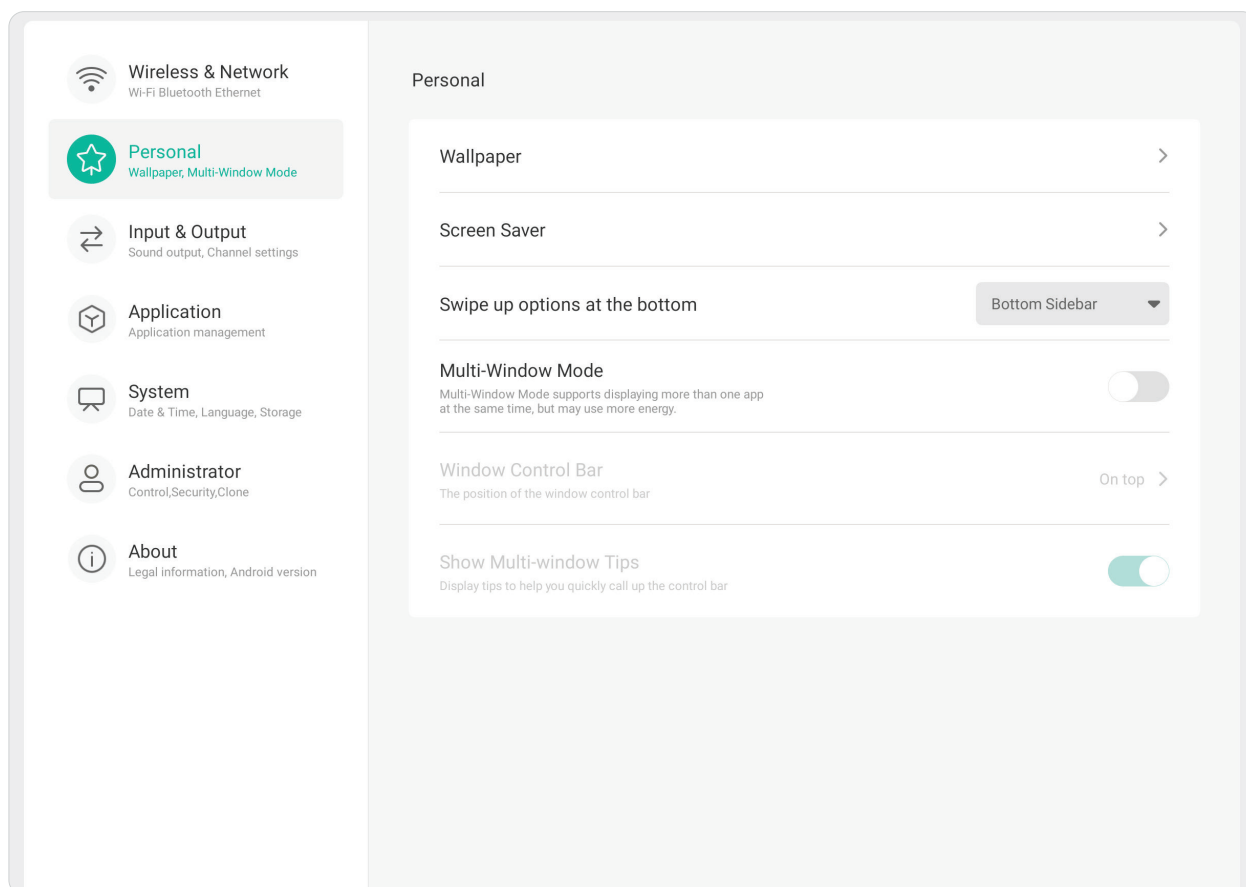 Wireless & Network
Wi-Fi Bluetooth Ethernet
Personal
Wallpaper, Multi-Window Mode
Input & Output
Sound output, Channel settings
Application
Application management
System
Date & Time, Language, Storage
Administrator
Control,Security,Clone
About
Legal information, Android version
Personal
Wallpaper
Screen Saver
Swipe up options at the bottom
Bottom Sidebar
Multi-Window Mode
Multi-Window Mode supports displaying more than one app
at the same time, but may use more energy.
Window Control Bar
The position of the window control bar
On top
Show Multi-window Tips
Display tips to help you quickly call up the control bar